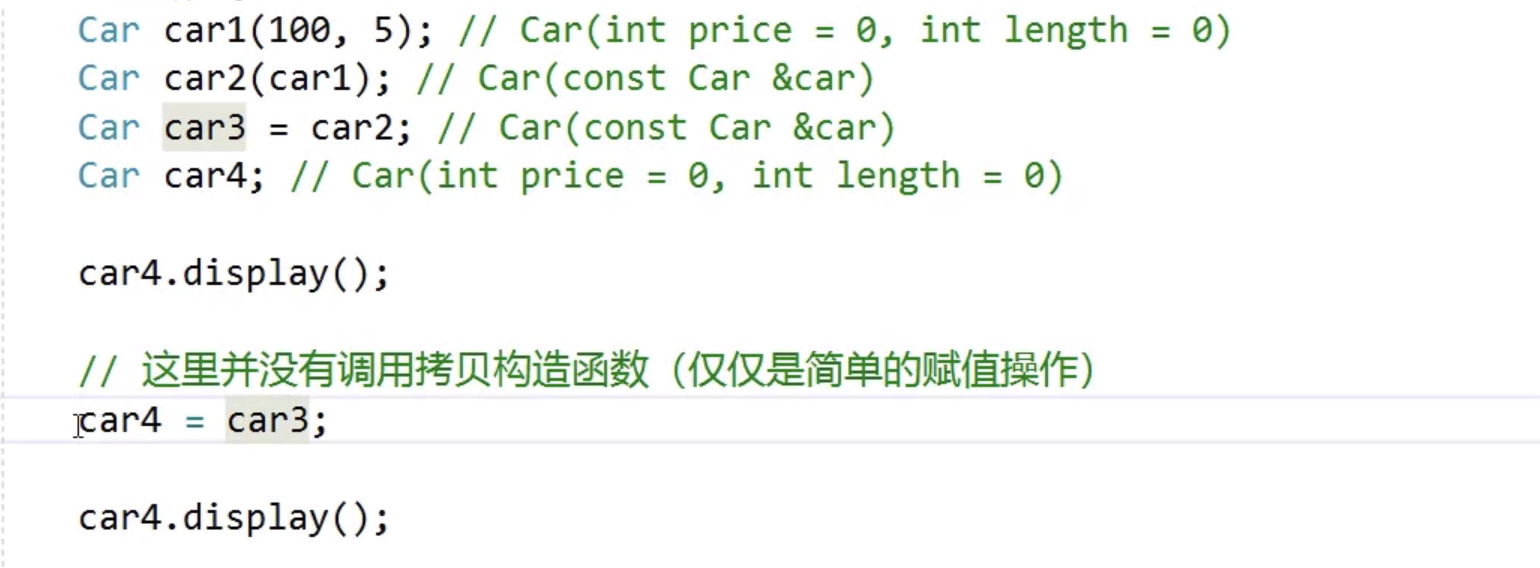 Car car1(100, 5); // Car(int price = 0, int length = 0)
Car car2(car1); // Car(const Car &car)
Car car3 = car2; // Car(const Car &car)
Car car4; // Car(int price = 0, int length = 0)
car4.display();
// 这里并没有调用拷贝构造函数（仅仅是简单的赋值操作）
car4 = car3;
car4.display();